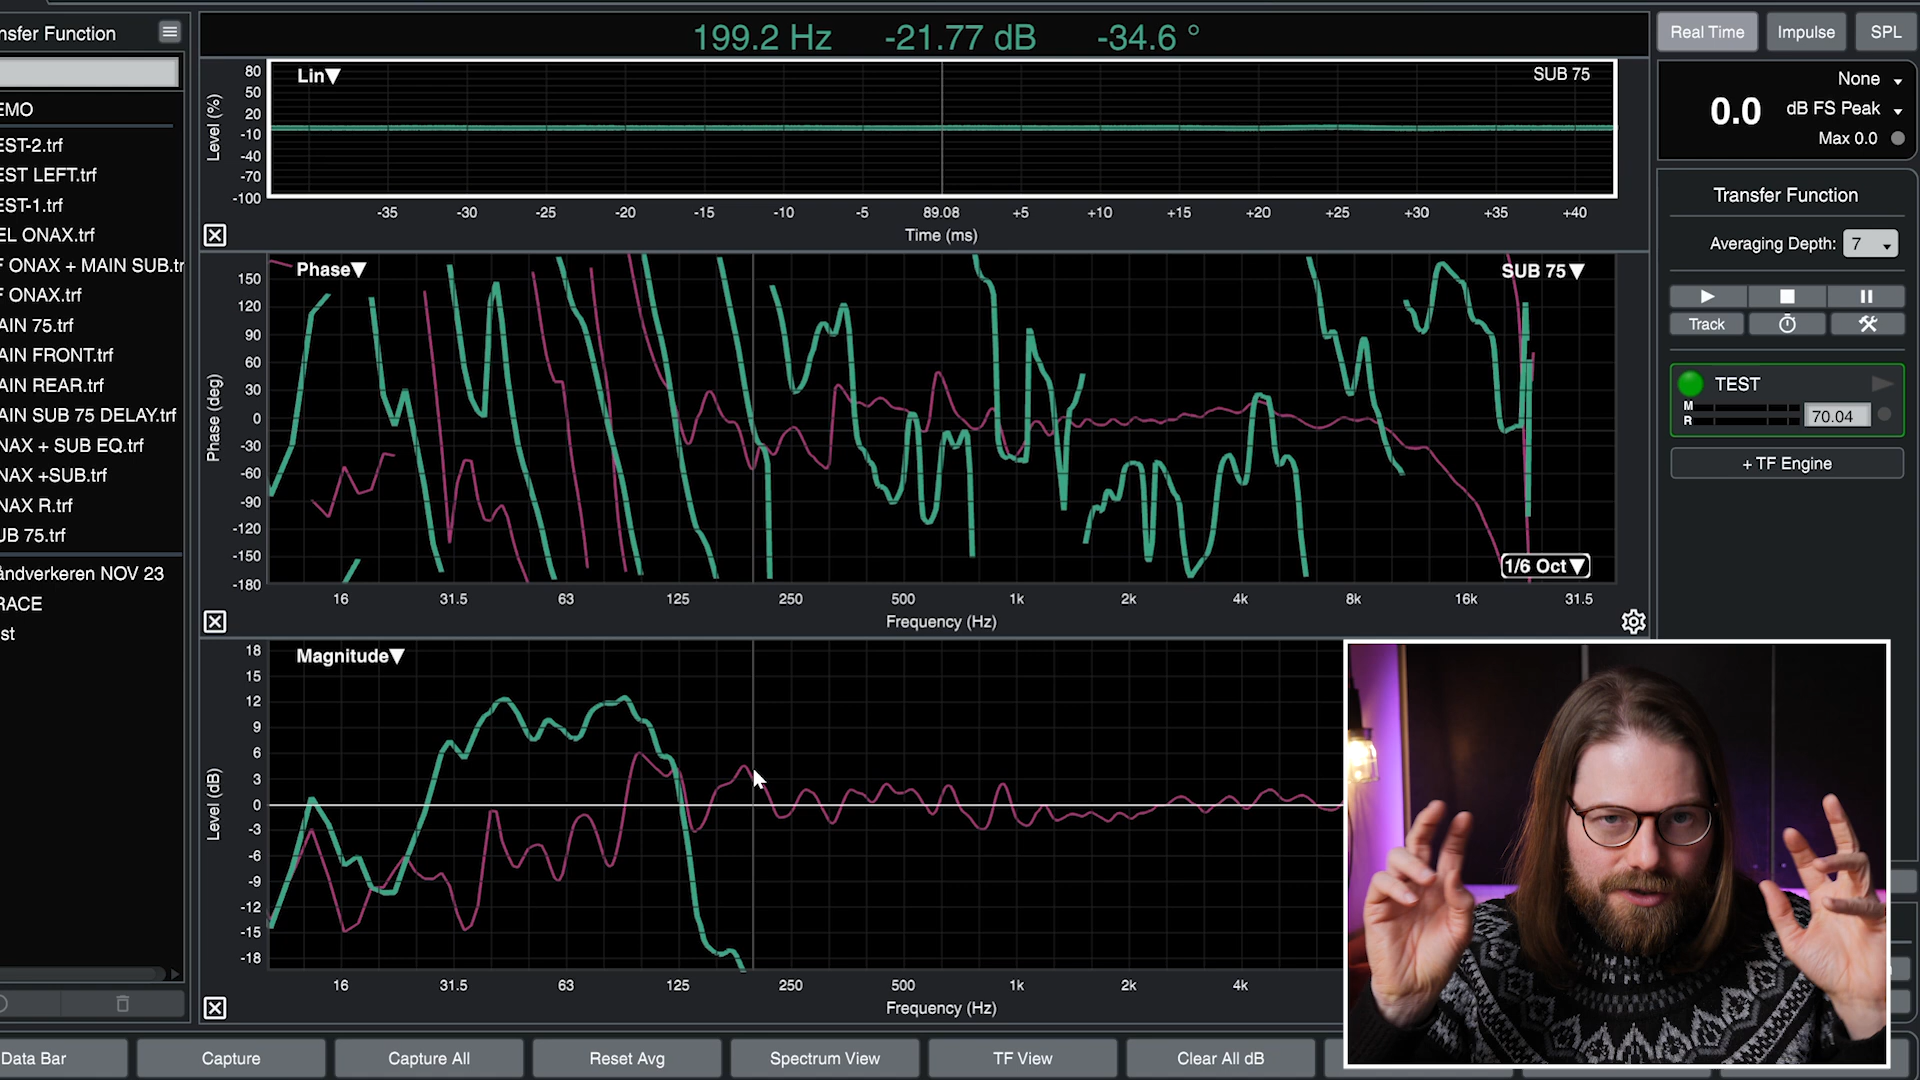 nsfer Function
199.2 Hz -21.77 dB -34.6 °
Real Time Impulse SPL
EMO
EST-2.trf
EST LEFT.trf
EST-1.trf
EL ONAX.trf
F ONAX + MAIN SUB.tr
F ONAX.trf
AIN 75.trf
AIN FRONT.trf
AIN REAR.trf
AIN SUB 75 DELAY.trf
NAX + SUB EQ.trf
NAX +SUB.trf
NAX R.trf
UB 75.trf
åndverkeren NOV 23
RACE
st
Lin▼ SUB 75
Level (%)
80
50
20
-10
-40
-70
-100
-35 -30 -25 -20 -15 -10 -5 89.08 +5 +10 +15 +20 +25 +30 +35 +40
Time (ms)
Phase▼ SUB 75▼
Phase (deg)
150
120
90
60
30
0
-30
-60
-90
-120
-150
-180
1/6 Oct▼
16 31.5 63 125 250 500 1k 2k 4k 8k 16k 31.5
Frequency (Hz)
Magnitude▼
Level (dB)
18
15
12
9
6
3
0
-3
-6
-9
-12
-15
-18
16 31.5 63 125 250 500 1k 2k 4k
Frequency (Hz)
None
0.0 dB FS Peak
Max 0.0
Transfer Function
Averaging Depth: 7
Track
TEST
M
R
70.04
+ TF Engine
Data Bar Capture Capture All Reset Avg Spectrum View TF View Clear All dB